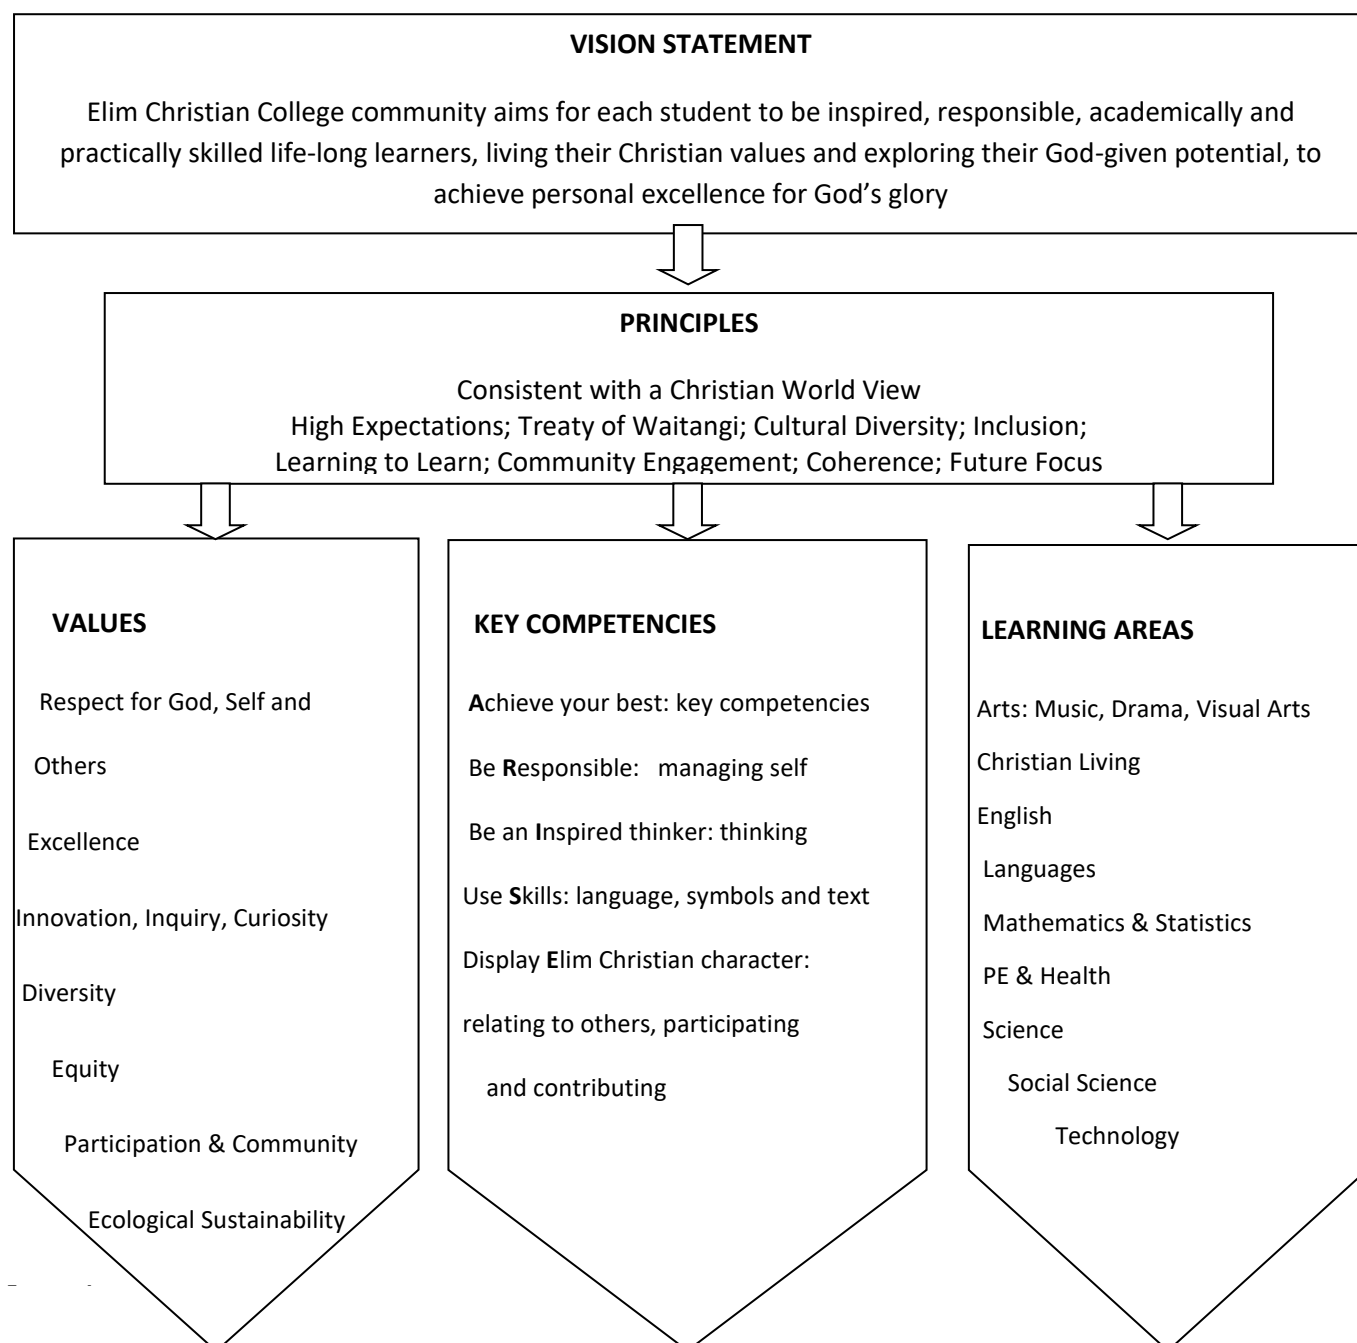 VISION STATEMENT
Elim Christian College community aims for each student to be inspired, responsible, academically and
practically skilled life-long learners, living their Christian values and exploring their God-given potential, to
achieve personal excellence for God’s glory
PRINCIPLES
Consistent with a Christian World View
High Expectations; Treaty of Waitangi; Cultural Diversity; Inclusion;
Learning to Learn; Community Engagement; Coherence; Future Focus
VALUES
Respect for God, Self and
Others
Excellence
Innovation, Inquiry, Curiosity
Diversity
Equity
Participation & Community
Ecological Sustainability
KEY COMPETENCIES
Achieve your best: key competencies
Be Responsible: managing self
Be an Inspired thinker: thinking
Use Skills: language, symbols and text
Display Elim Christian character:
relating to others, participating
and contributing
LEARNING AREAS
Arts: Music, Drama, Visual Arts
Christian Living
English
Languages
Mathematics & Statistics
PE & Health
Science
Social Science
Technology